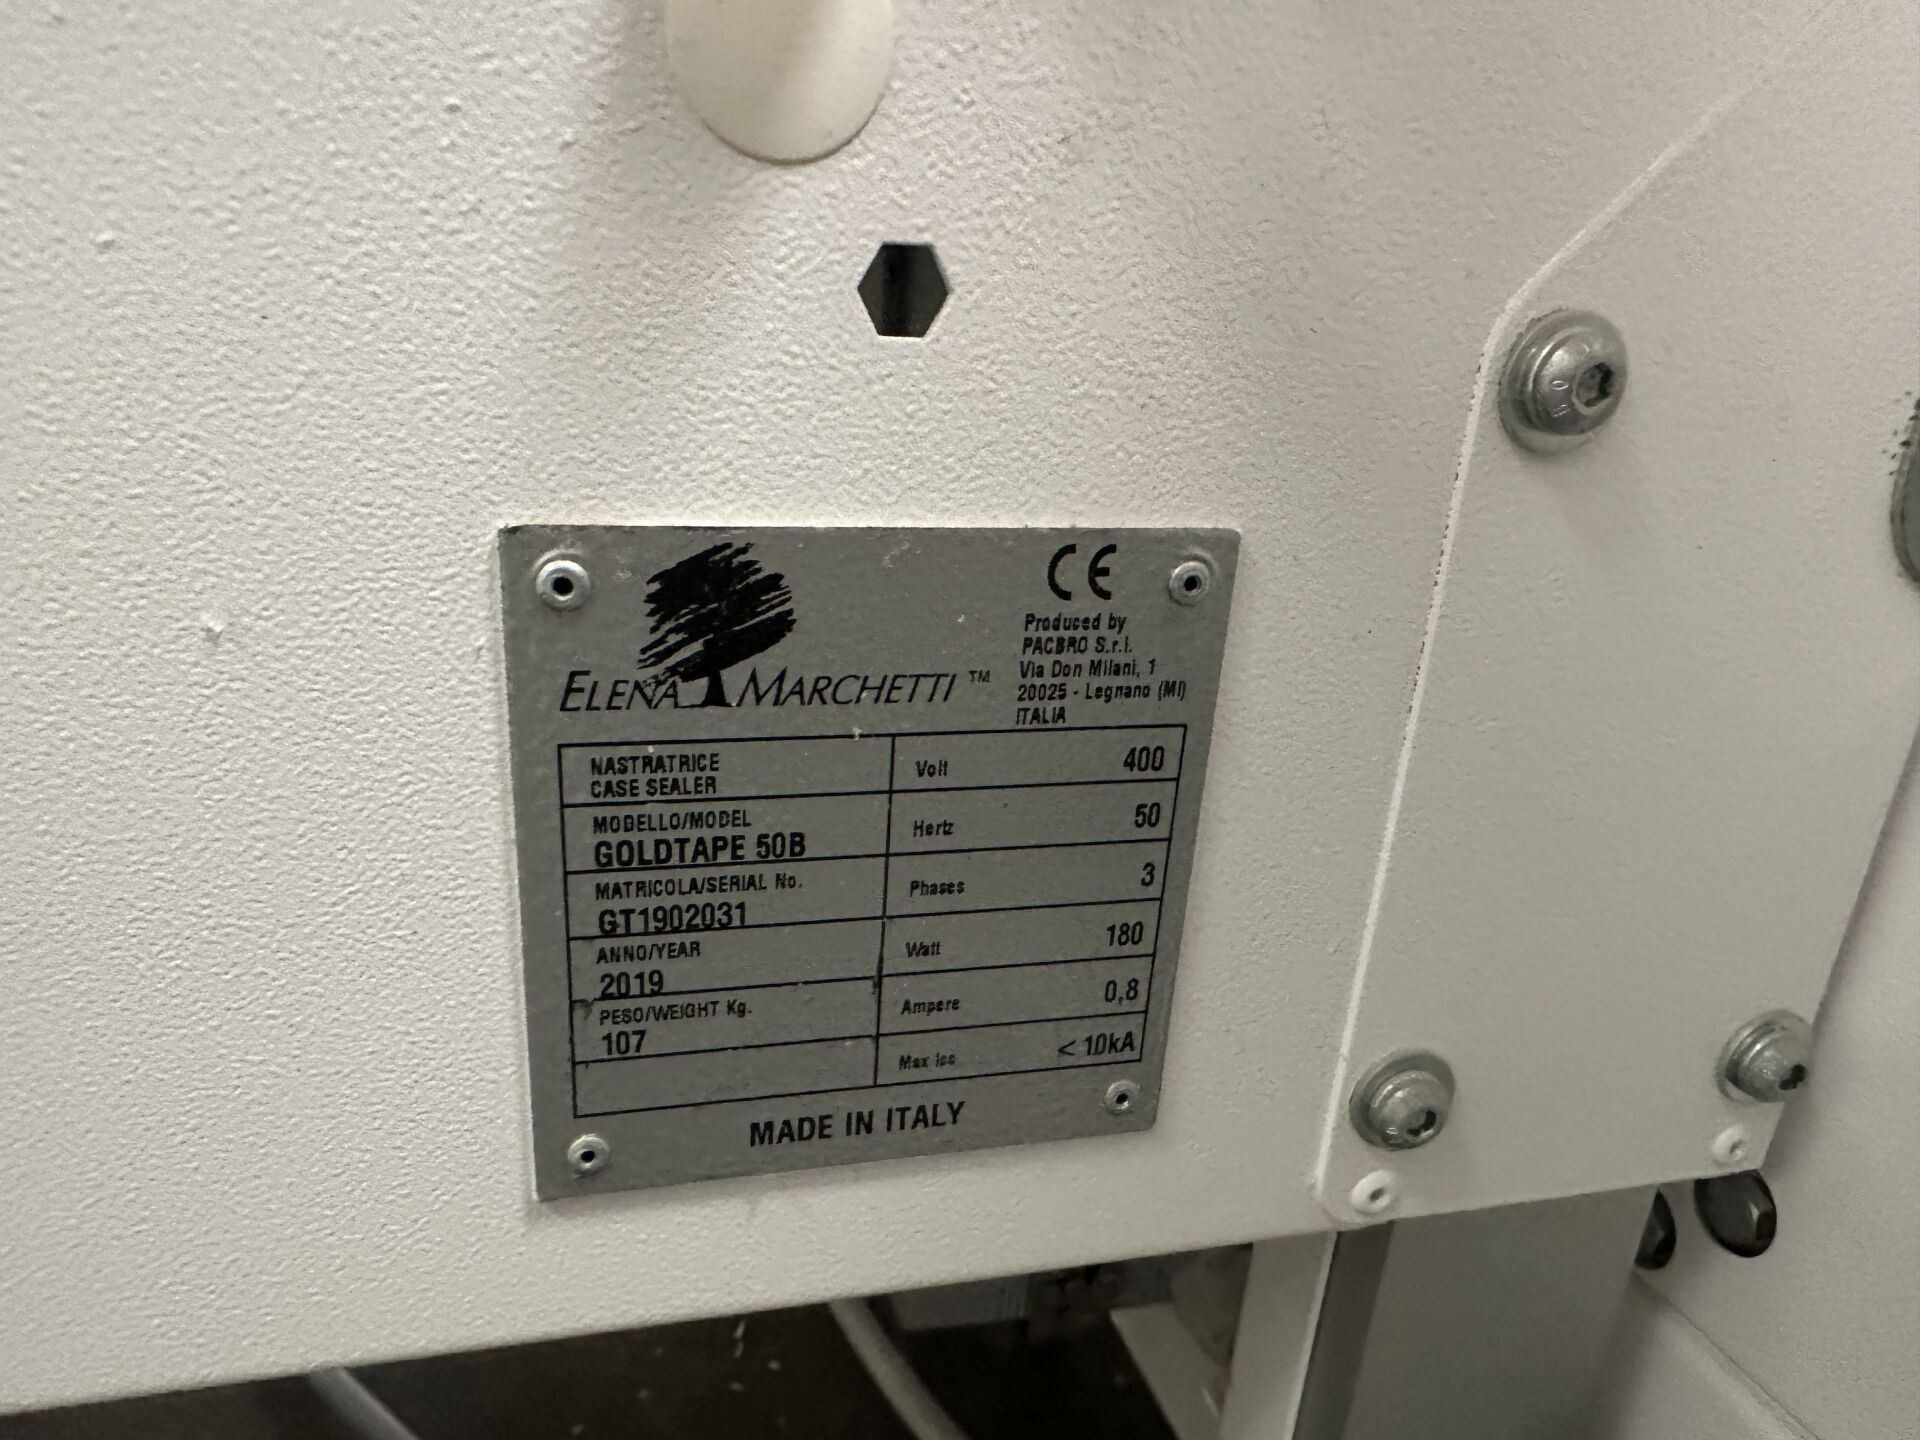 CE
Produced by
PACBRO S.r.l.
Via Don Milani, 1
20025 - Legnano (MI)
ITALIA
ELENA MARCHETTI ™
NASTRATRICE
CASE SEALER
Volt 400
MODELLO/MODEL
GOLDTAPE 50B
Hertz 50
MATRICOLA/SERIAL No.
GT1902031
Phases 3
ANNO/YEAR
2019
Watt 180
PESO/WEIGHT Kg.
107
Ampere 0,8
Max Icc < 10kA
MADE IN ITALY